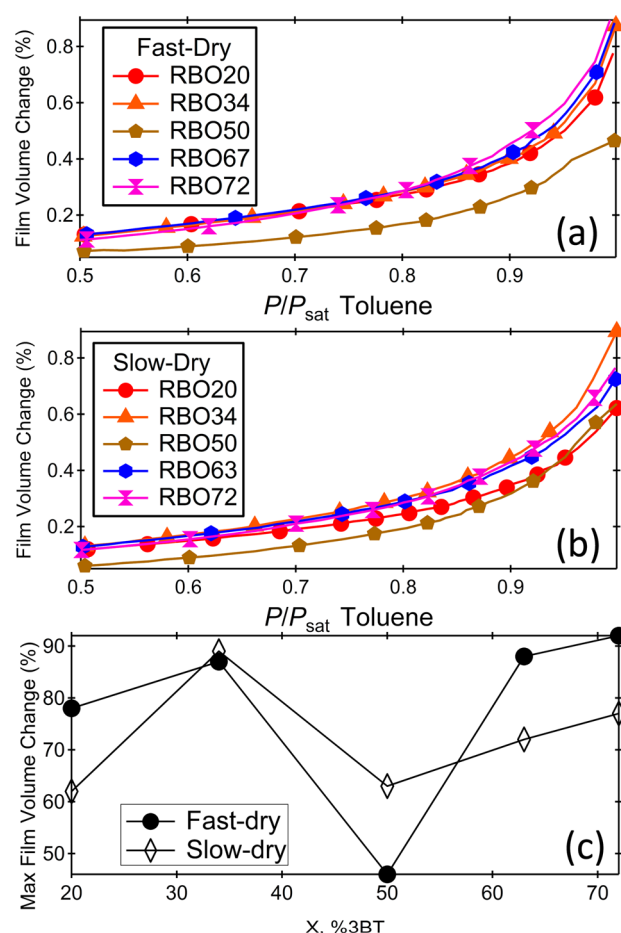 Film Volume Change (%)
0.8
0.6
0.4
0.2
Fast-Dry
RBO20
RBO34
RBO50
RBO67
RBO72
(a)
0.5 0.6 0.7 0.8 0.9
P/Psat Toluene
Film Volume Change (%)
0.8
0.6
0.4
0.2
Slow-Dry
RBO20
RBO34
RBO50
RBO63
RBO72
(b)
0.5 0.6 0.7 0.8 0.9
P/Psat Toluene
Max Film Volume Change (%)
90
80
70
60
50
Fast-dry
Slow-dry
(c)
20 30 40 50 60 70
X, %3BT